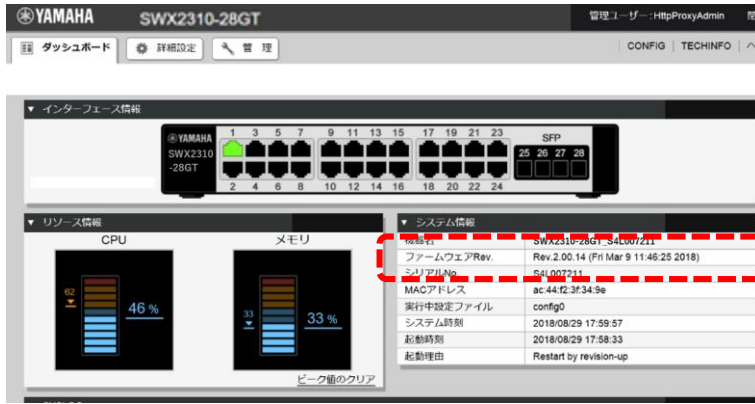 YAMAHA SWX2310-28GT 管理ユーザー:HttpProxyAdmin
ダッシュボード 詳細設定 管 理 CONFIG | TECHINFO |
▼ インターフェース情報
YAMAHA 1 3 5 7 9 11 13 15 17 19 21 23 SFP
SWX2310 25 26 27 28
-28GT
2 4 6 8 10 12 14 16 18 20 22 24
▼ リソース情報
CPU メモリ
62 46 %
33 33 %
ピーク値のクリア
▼ システム情報
機器名 SWX2310-28GT_S4L007211
ファームウェアRev. Rev.2.00.14 (Fri Mar 9 11:46:25 2018)
シリアルNo. S4L007211
MACアドレス ac:44:f2:3f:34:9e
実行中設定ファイル config0
システム時刻 2018/08/29 17:59:57
起動時刻 2018/08/29 17:58:33
起動理由 Restart by revision-up